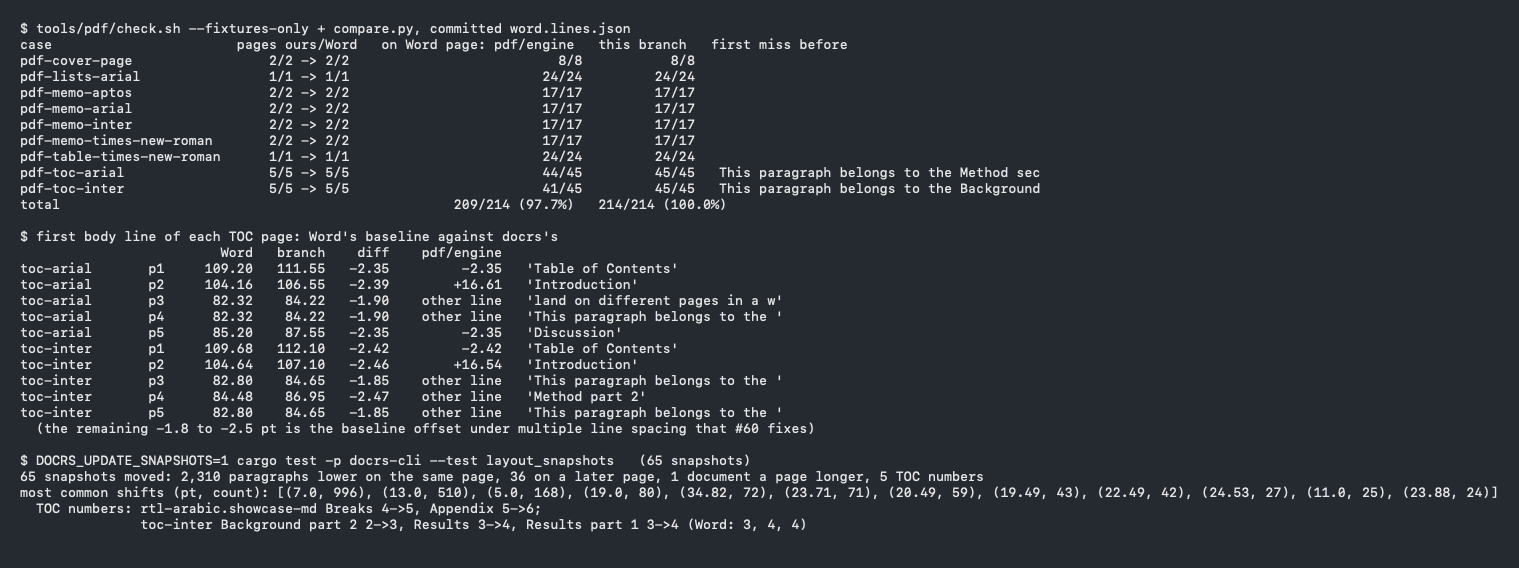 $ tools/pdf/check.sh --fixtures-only + compare.py, committed word.lines.json
case                       pages ours/Word   on Word page: pdf/engine   this branch   first miss before
pdf-cover-page                 2/2 -> 2/2                          8/8           8/8
pdf-lists-arial                1/1 -> 1/1                        24/24         24/24
pdf-memo-aptos                 2/2 -> 2/2                        17/17         17/17
pdf-memo-arial                 2/2 -> 2/2                        17/17         17/17
pdf-memo-inter                 2/2 -> 2/2                        17/17         17/17
pdf-memo-times-new-roman       2/2 -> 2/2                        17/17         17/17
pdf-table-times-new-roman      1/1 -> 1/1                        24/24         24/24
pdf-toc-arial                  5/5 -> 5/5                        44/45         45/45   This paragraph belongs to the Method sec
pdf-toc-inter                  5/5 -> 5/5                        41/45         45/45   This paragraph belongs to the Background
total                                                 209/214 (97.7%)   214/214 (100.0%)

$ first body line of each TOC page: Word's baseline against docrs's
                         Word   branch    diff    pdf/engine
toc-arial       p1     109.20   111.55   -2.35         -2.35   'Table of Contents'
toc-arial       p2     104.16   106.55   -2.39        +16.61   'Introduction'
toc-arial       p3      82.32    84.22   -1.90    other line   'land on different pages in a w'
toc-arial       p4      82.32    84.22   -1.90    other line   'This paragraph belongs to the '
toc-arial       p5      85.20    87.55   -2.35         -2.35   'Discussion'
toc-inter       p1     109.68   112.10   -2.42         -2.42   'Table of Contents'
toc-inter       p2     104.64   107.10   -2.46        +16.54   'Introduction'
toc-inter       p3      82.80    84.65   -1.85    other line   'This paragraph belongs to the '
toc-inter       p4      84.48    86.95   -2.47    other line   'Method part 2'
toc-inter       p5      82.80    84.65   -1.85    other line   'This paragraph belongs to the '
  (the remaining -1.8 to -2.5 pt is the baseline offset under multiple line spacing that #60 fixes)

$ DOCRS_UPDATE_SNAPSHOTS=1 cargo test -p docrs-cli --test layout_snapshots   (65 snapshots)
65 snapshots moved: 2,310 paragraphs lower on the same page, 36 on a later page, 1 document a page longer, 5 TOC numbers
most common shifts (pt, count): [(7.0, 996), (13.0, 510), (5.0, 168), (19.0, 80), (34.82, 72), (23.71, 71), (20.49, 59), (19.49, 43), (22.49, 42), (24.53, 27), (11.0, 25), (23.88, 24)]
  TOC numbers: rtl-arabic.showcase-md Breaks 4->5, Appendix 5->6;
               toc-inter Background part 2 2->3, Results 3->4, Results part 1 3->4 (Word: 3, 4, 4)